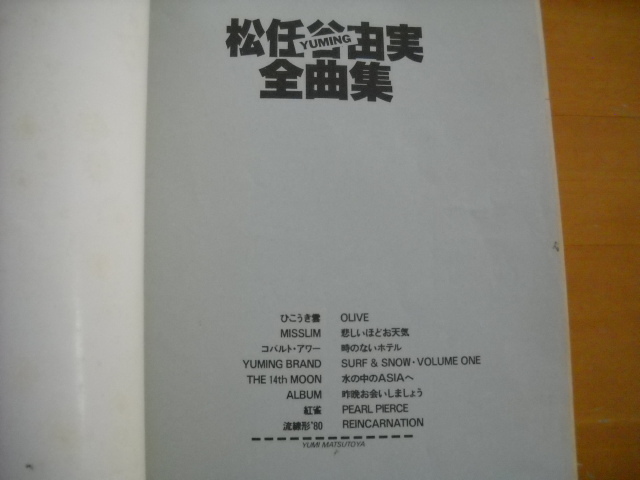 松任谷由実
YUMING
全曲集
ひこうき雲 OLIVE
MISSLIM 悲しいほどお天気
コバルト・アワー 時のないホテル
YUMING BRAND SURF & SNOW・VOLUME ONE
THE 14th MOON 水の中のASIAへ
ALBUM 昨晩お会いしましょう
紅雀 PEARL PIERCE
流線形'80 REINCARNATION
YUMI MATSUTOYA